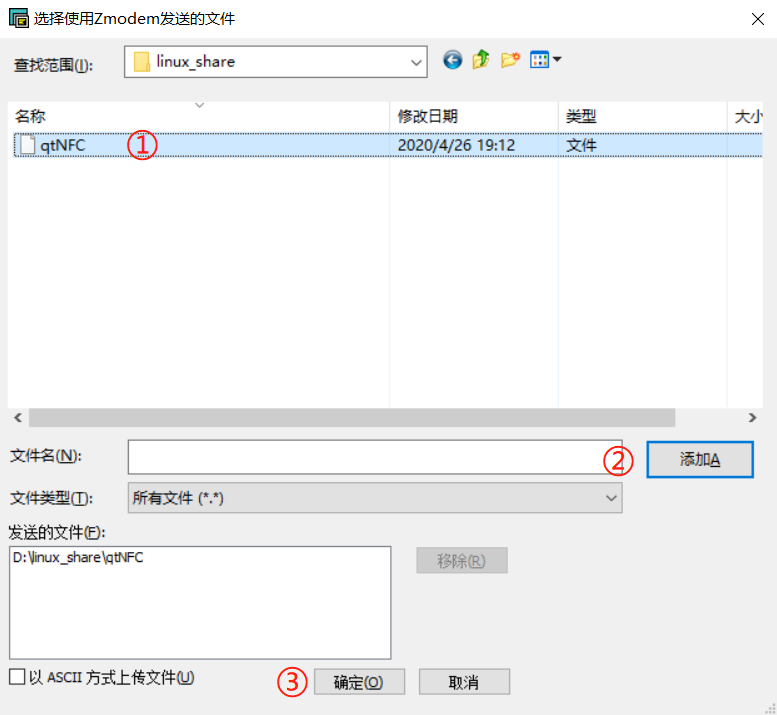 选择使用Zmodem发送的文件
查找范围(I):
linux_share
名称 修改日期 类型 大小
qtNFC ① 2020/4/26 19:12 文件
文件名(N):
② 添加A
文件类型(T): 所有文件 (*.*)
发送的文件(F):
D:\linux_share\qtNFC
移除(R)
以 ASCII 方式上传文件(U)
③ 确定(O) 取消